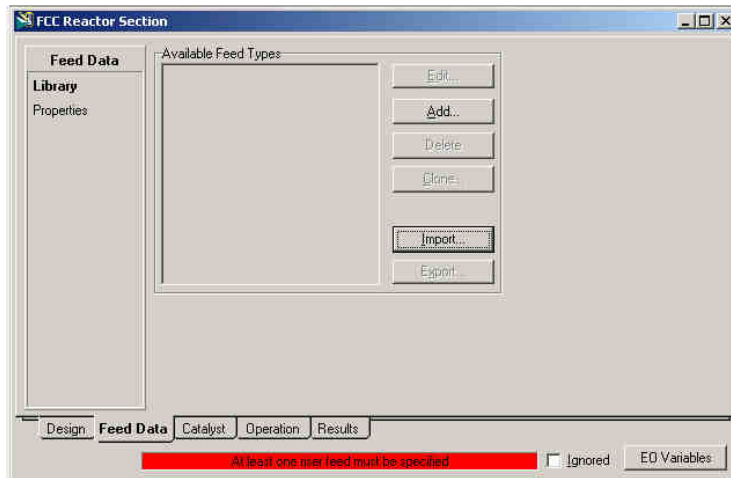 FCC Reactor Section
Feed Data
Library
Properties
Available Feed Types
Edit...
Add...
Delete
Clone...
Import...
Export...
Design
Feed Data
Catalyst
Operation
Results
At least one user feed must be specified
Ignored
EO Variables